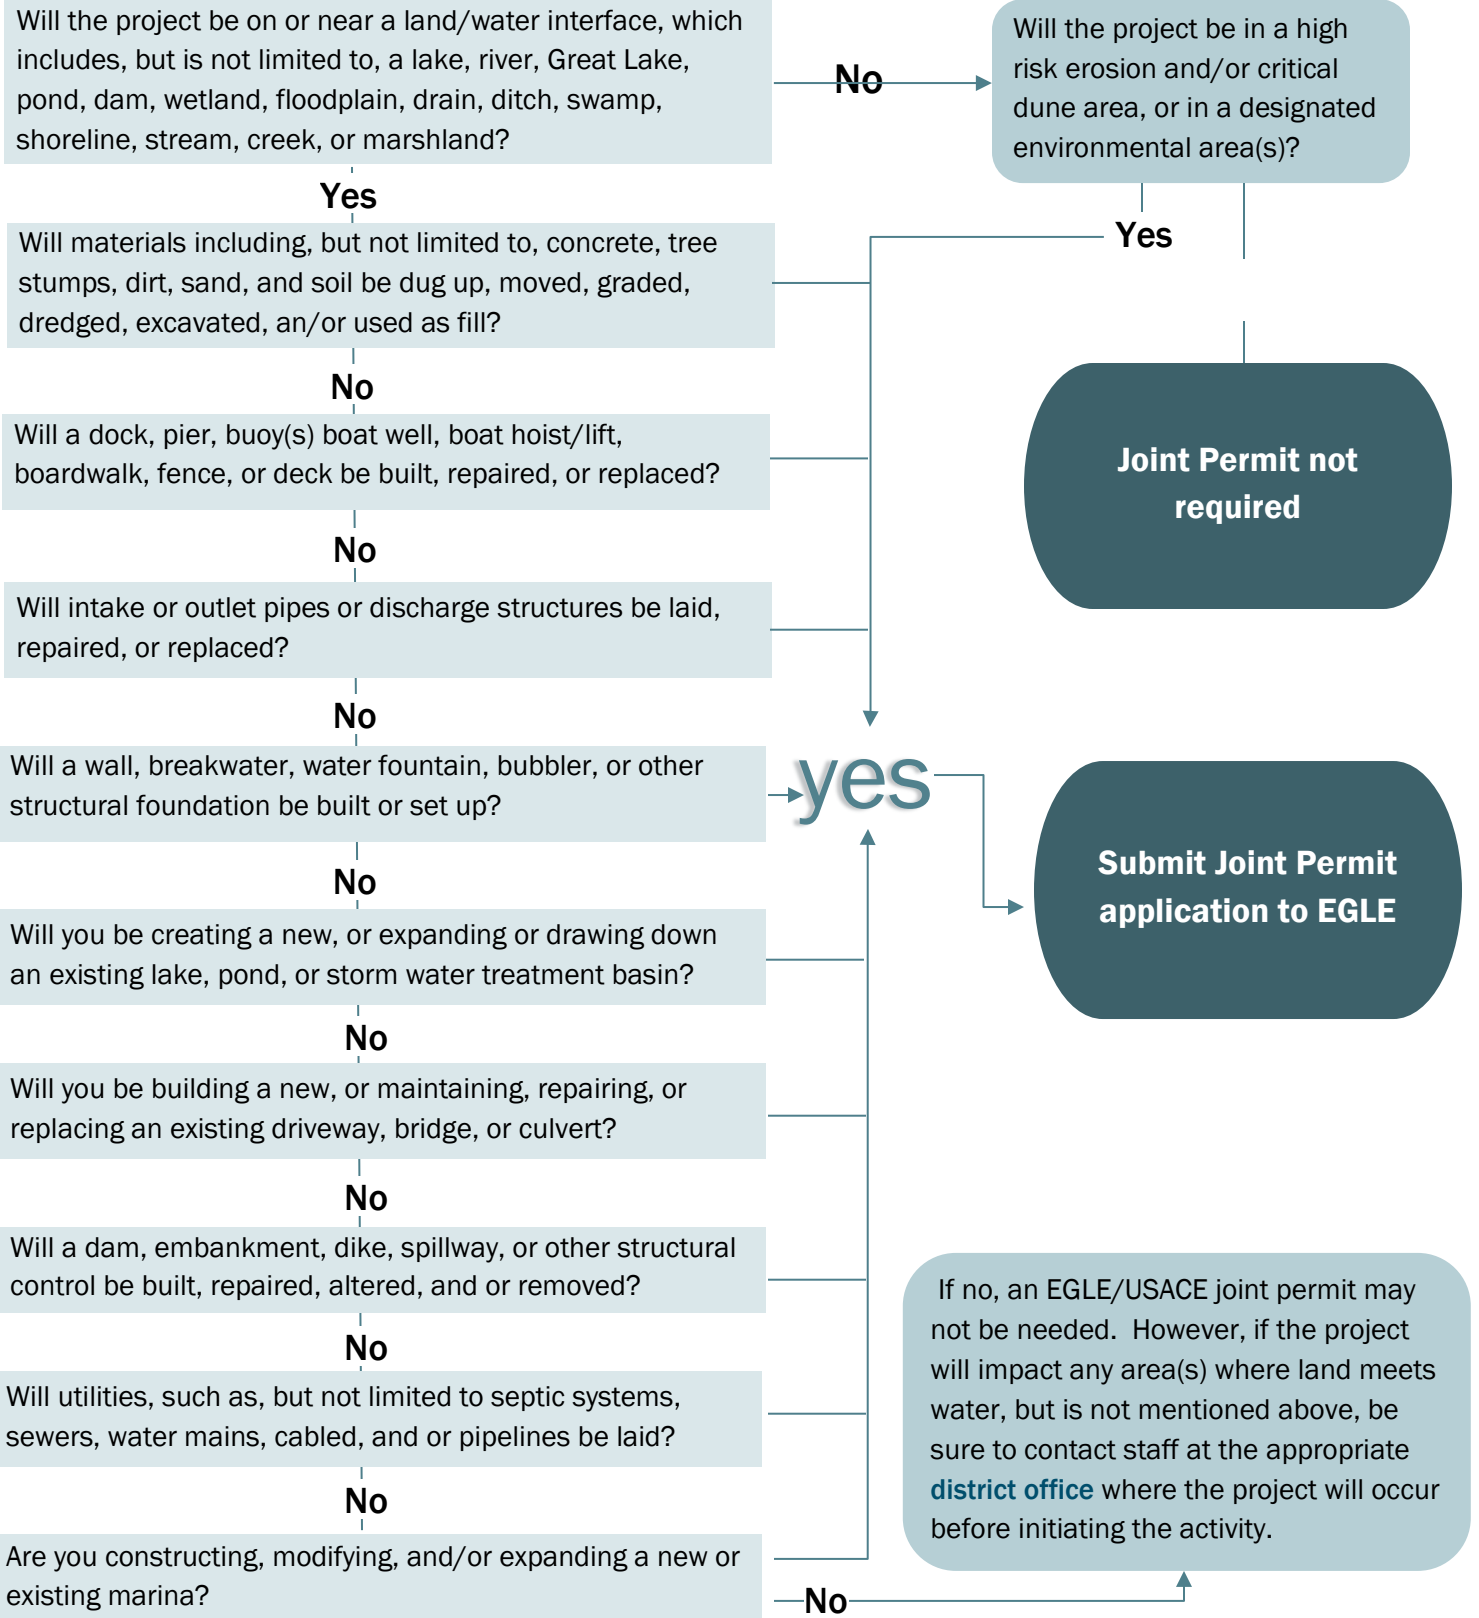 Will the project be on or near a land/water interface, which
includes, but is not limited to, a lake, river, Great Lake,
pond, dam, wetland, floodplain, drain, ditch, swamp,
shoreline, stream, creek, or marshland?
No
Will the project be in a high
risk erosion and/or critical
dune area, or in a designated
environmental area(s)?
Yes
Yes
Will materials including, but not limited to, concrete, tree
stumps, dirt, sand, and soil be dug up, moved, graded,
dredged, excavated, an/or used as fill?
No
Will a dock, pier, buoy(s) boat well, boat hoist/lift,
boardwalk, fence, or deck be built, repaired, or replaced?
Joint Permit not
required
No
Will intake or outlet pipes or discharge structures be laid,
repaired, or replaced?
No
Will a wall, breakwater, water fountain, bubbler, or other
structural foundation be built or set up?
yes
Submit Joint Permit
application to EGLE
No
Will you be creating a new, or expanding or drawing down
an existing lake, pond, or storm water treatment basin?
No
Will you be building a new, or maintaining, repairing, or
replacing an existing driveway, bridge, or culvert?
No
Will a dam, embankment, dike, spillway, or other structural
control be built, repaired, altered, and or removed?
No
Will utilities, such as, but not limited to septic systems,
sewers, water mains, cabled, and or pipelines be laid?
No
Are you constructing, modifying, and/or expanding a new or
existing marina?
No
If no, an EGLE/USACE joint permit may
not be needed. However, if the project
will impact any area(s) where land meets
water, but is not mentioned above, be
sure to contact staff at the appropriate
district office where the project will occur
before initiating the activity.